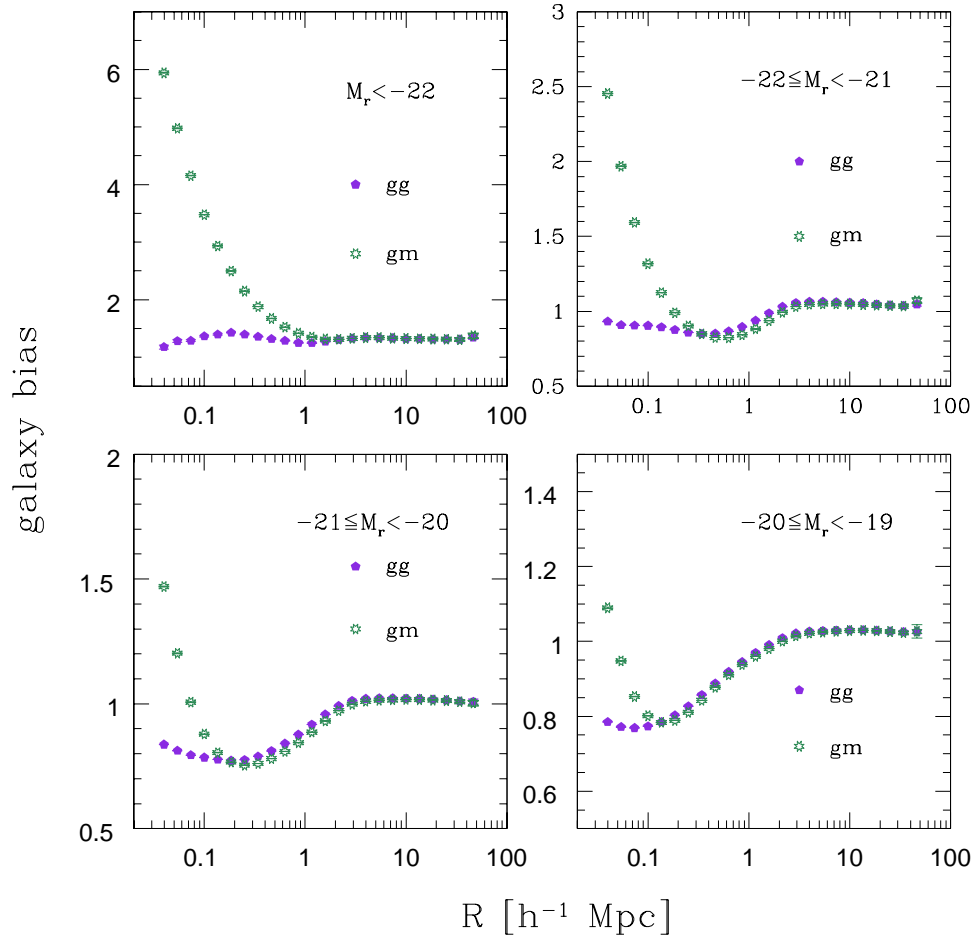 galaxy bias
M_r<-22
gg
gm
6
4
2
0.1 1 10 100
-22≦M_r<-21
gg
gm
3
2.5
2
1.5
1
0.5
0.1 1 10 100
-21≦M_r<-20
gg
gm
2
1.5
1
0.5
0.1 1 10 100
-20≦M_r<-19
gg
gm
1.4
1.2
1
0.8
0.6
0.1 1 10 100
R [h⁻¹ Mpc]